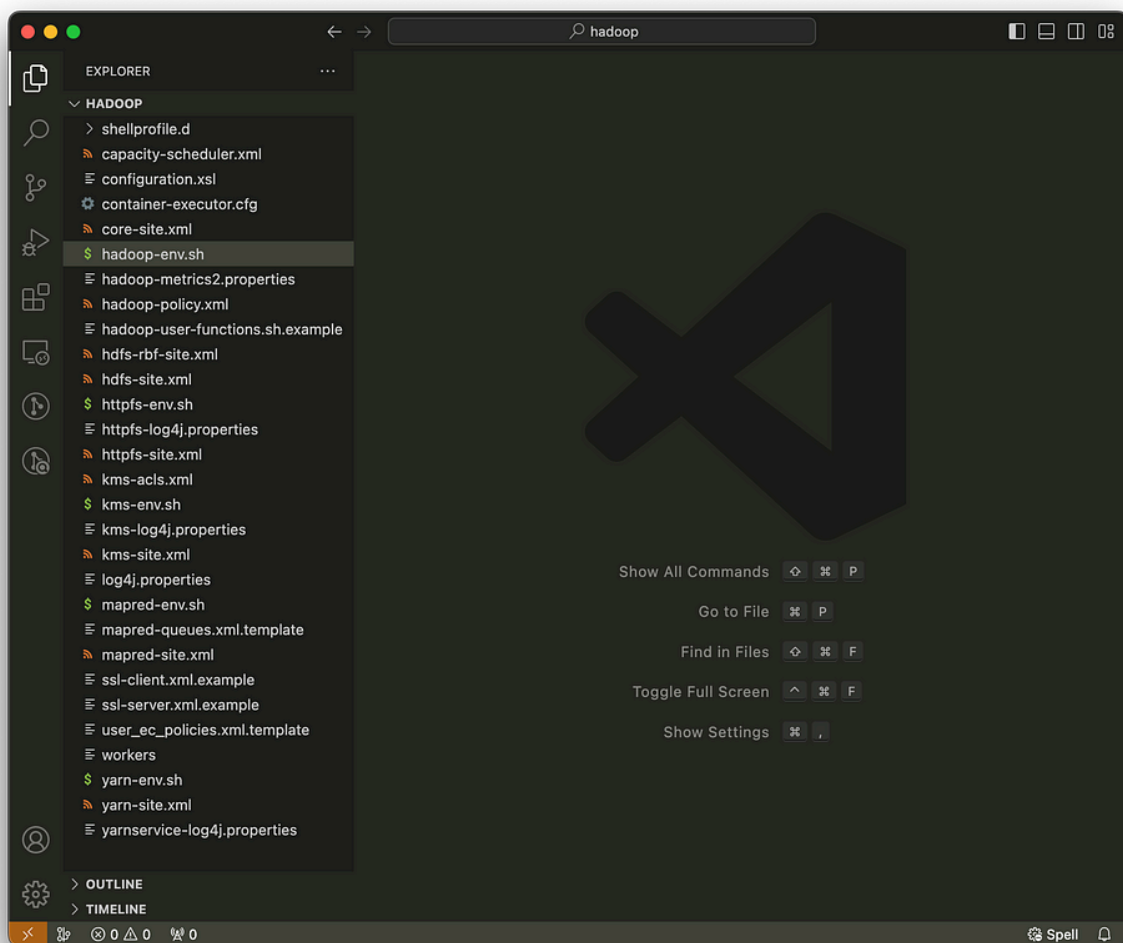 hadoop
EXPLORER
HADOOP
shellprofile.d
capacity-scheduler.xml
configuration.xsl
container-executor.cfg
core-site.xml
$ hadoop-env.sh
hadoop-metrics2.properties
hadoop-policy.xml
hadoop-user-functions.sh.example
hdfs-rbf-site.xml
hdfs-site.xml
$ httpfs-env.sh
httpfs-log4j.properties
httpfs-site.xml
kms-acls.xml
$ kms-env.sh
kms-log4j.properties
kms-site.xml
log4j.properties
$ mapred-env.sh
mapred-queues.xml.template
mapred-site.xml
ssl-client.xml.example
ssl-server.xml.example
user_ec_policies.xml.template
workers
$ yarn-env.sh
yarn-site.xml
yarnservice-log4j.properties
OUTLINE
TIMELINE
Show All Commands ⇧ ⌘ P
Go to File ⌘ P
Find in Files ⇧ ⌘ F
Toggle Full Screen ^ ⌘ F
Show Settings ⌘ ,
0 0 0 Spell